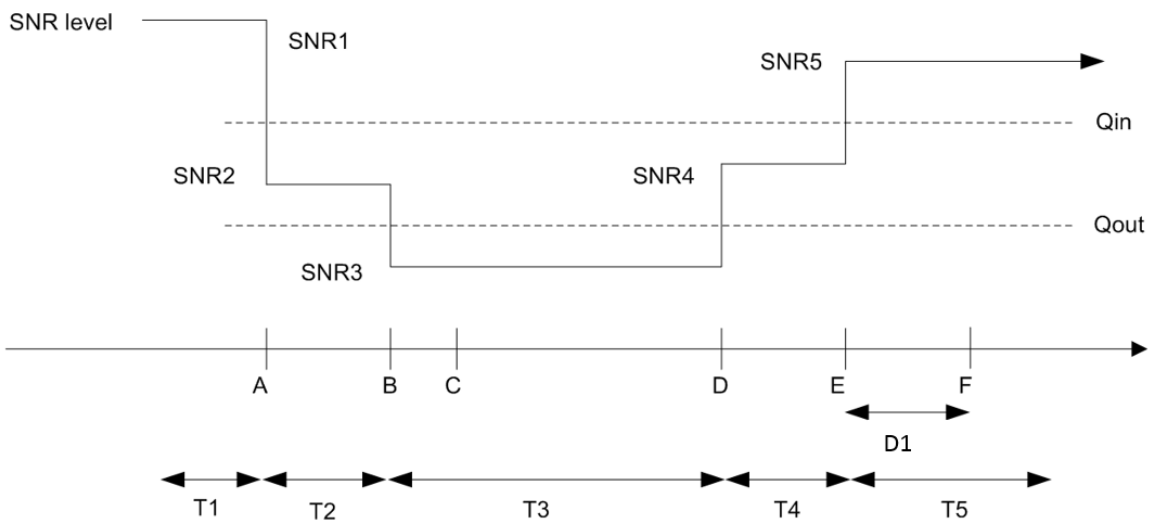 SNR level
SNR1
SNR5
Qin
SNR2
SNR4
Qout
SNR3
A
B
C
D
E
F
D1
T1
T2
T3
T4
T5